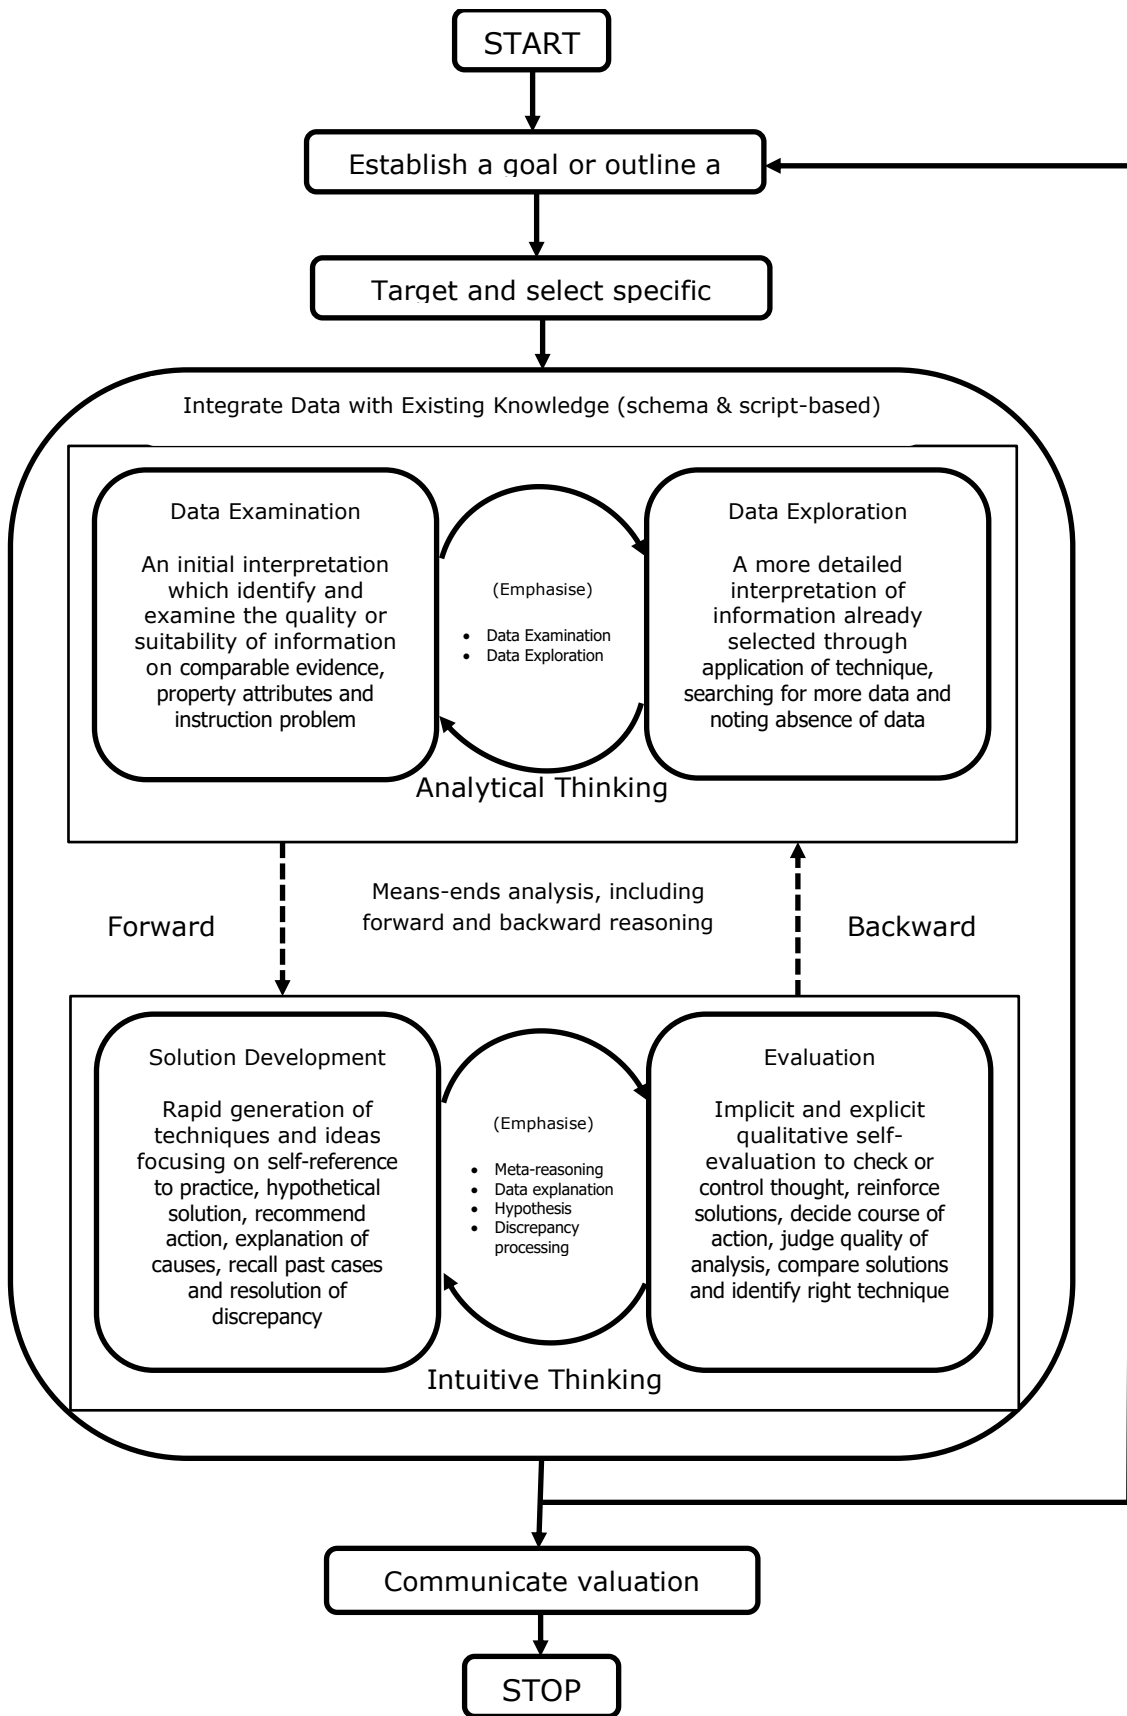 START
Establish a goal or outline a
Target and select specific
Integrate Data with Existing Knowledge (schema & script-based)
Data Examination
An initial interpretation
which identify and
examine the quality or
suitability of information
on comparable evidence,
property attributes and
instruction problem
(Emphasise)
• Data Examination
• Data Exploration
Data Exploration
A more detailed
interpretation of
information already
selected through
application of technique,
searching for more data and
noting absence of data
Analytical Thinking
Forward
Means-ends analysis, including
forward and backward reasoning
Backward
Solution Development
Rapid generation of
techniques and ideas
focusing on self-reference
to practice, hypothetical
solution, recommend
action, explanation of
causes, recall past cases
and resolution of
discrepancy
(Emphasise)
• Meta-reasoning
• Data explanation
• Hypothesis
• Discrepancy
processing
Evaluation
Implicit and explicit
qualitative self-
evaluation to check or
control thought, reinforce
solutions, decide course of
action, judge quality of
analysis, compare solutions
and identify right technique
Intuitive Thinking
Communicate valuation
STOP